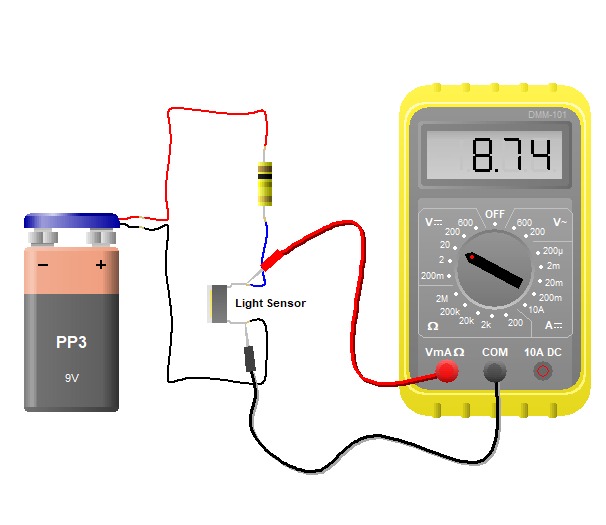 DMM-101
8.74
OFF
V⎓ 600 200 20 2 200m
600 200 V~
200µ 2m 20m 200m 10A A⎓
2M 200k 20k 2k 200 Ω
VmAΩ COM 10A DC
Light Sensor
− +
PP3
9V